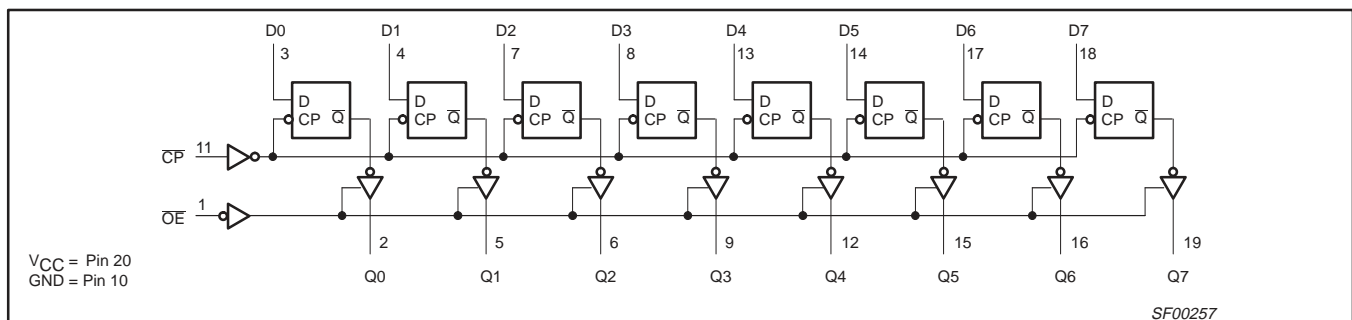 D0 D1 D2 D3 D4 D5 D6 D7
3 4 7 8 13 14 17 18
D D D D D D D D
CP Q̅ CP Q̅ CP Q̅ CP Q̅ CP Q̅ CP Q̅ CP Q̅ CP Q̅
C̅P̅ 11
O̅E̅ 1
2 5 6 9 12 15 16 19
VCC = Pin 20
GND = Pin 10
Q0 Q1 Q2 Q3 Q4 Q5 Q6 Q7
SF00257